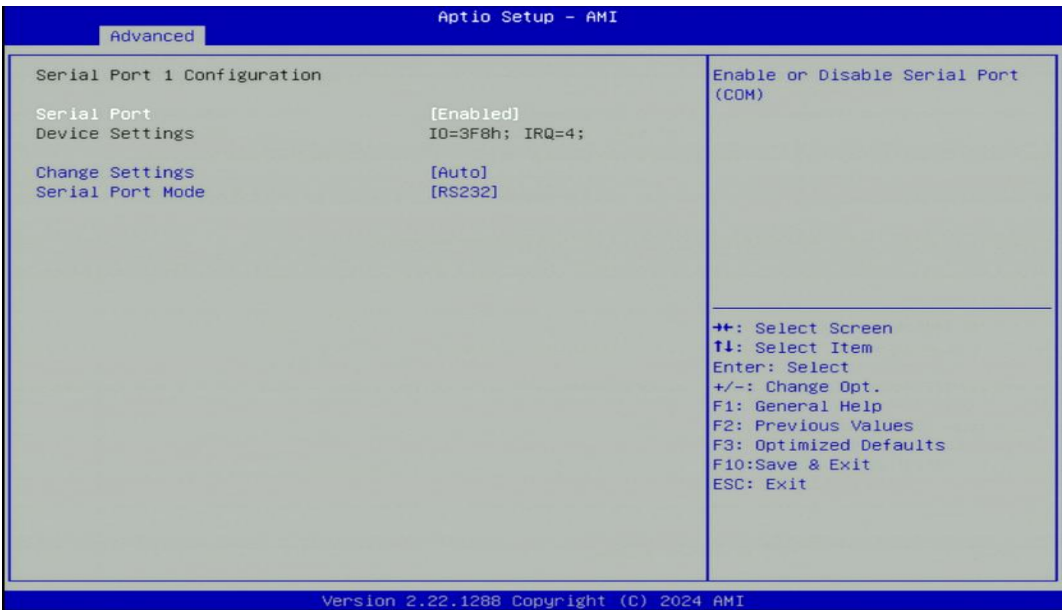 Aptio Setup – AMI
Advanced
Serial Port 1 Configuration
Serial Port [Enabled]
Device Settings IO=3F8h; IRQ=4;
Change Settings [Auto]
Serial Port Mode [RS232]
Enable or Disable Serial Port
(COM)
→←: Select Screen
↑↓: Select Item
Enter: Select
+/-: Change Opt.
F1: General Help
F2: Previous Values
F3: Optimized Defaults
F10:Save & Exit
ESC: Exit
Version 2.22.1288 Copyright (C) 2024 AMI